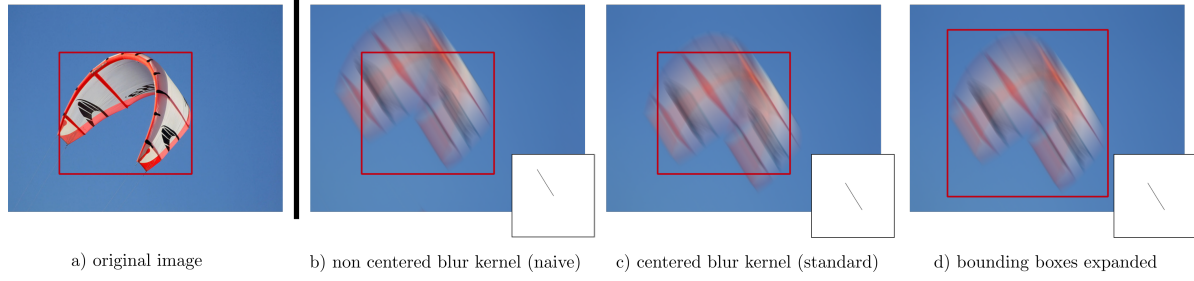 a) original image
b) non centered blur kernel (naive)
c) centered blur kernel (standard)
d) bounding boxes expanded